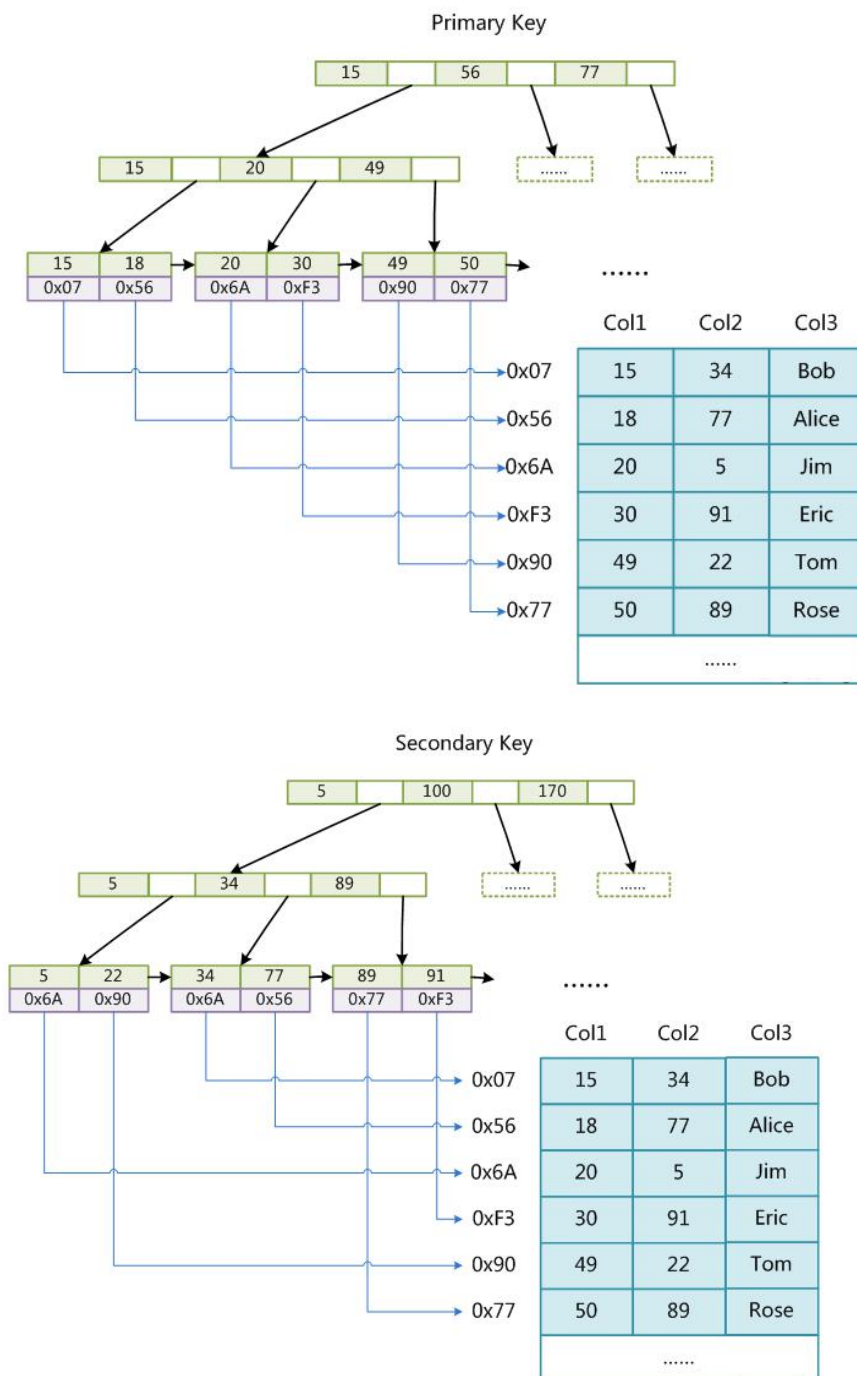 Primary Key
15 56 77
15 20 49
...... ......
15 18 20 30 49 50
0x07 0x56 0x6A 0xF3 0x90 0x77
......
Col1 Col2 Col3
0x07 15 34 Bob
0x56 18 77 Alice
0x6A 20 5 Jim
0xF3 30 91 Eric
0x90 49 22 Tom
0x77 50 89 Rose
......
Secondary Key
5 100 170
5 34 89
...... ......
5 22 34 77 89 91
0x6A 0x90 0x6A 0x56 0x77 0xF3
......
Col1 Col2 Col3
0x07 15 34 Bob
0x56 18 77 Alice
0x6A 20 5 Jim
0xF3 30 91 Eric
0x90 49 22 Tom
0x77 50 89 Rose
......